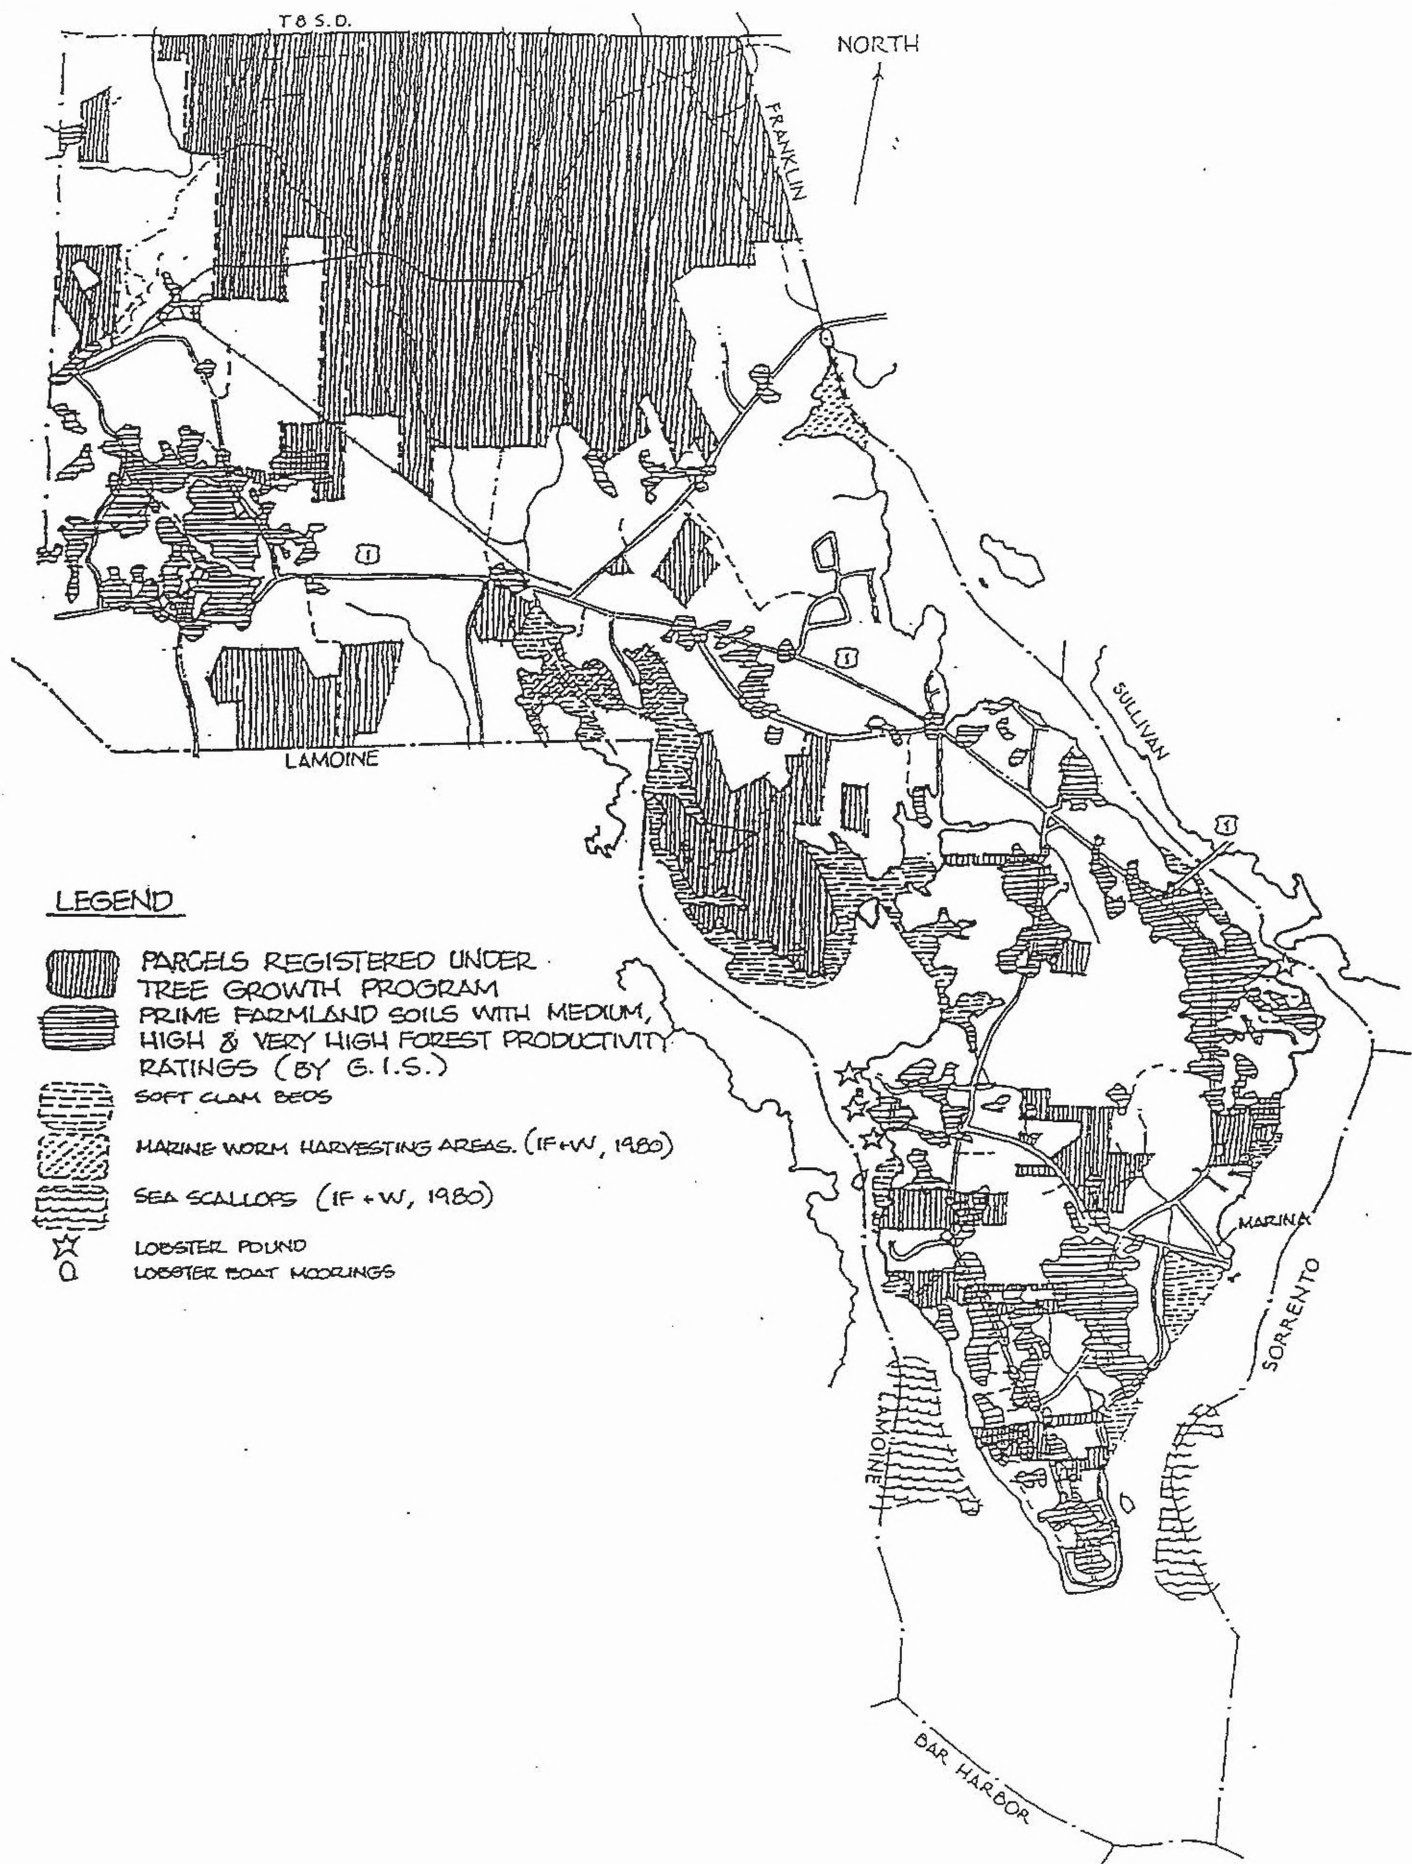 T 8 S.D.
NORTH
FRANKLIN
1
1
SULLIVAN
LAMOINE
1
LEGEND
PARCELS REGISTERED UNDER
TREE GROWTH PROGRAM
PRIME FARMLAND SOILS WITH MEDIUM,
HIGH & VERY HIGH FOREST PRODUCTIVITY
RATINGS (BY G.I.S.)
SOFT CLAM BEDS
MARINE WORM HARVESTING AREAS. (IF+W, 1980)
SEA SCALLOPS (IF + W, 1980)
LOBSTER POUND
LOBSTER BOAT MOORINGS
MARINA
SORRENTO
LAMOINE
BAR HARBOR